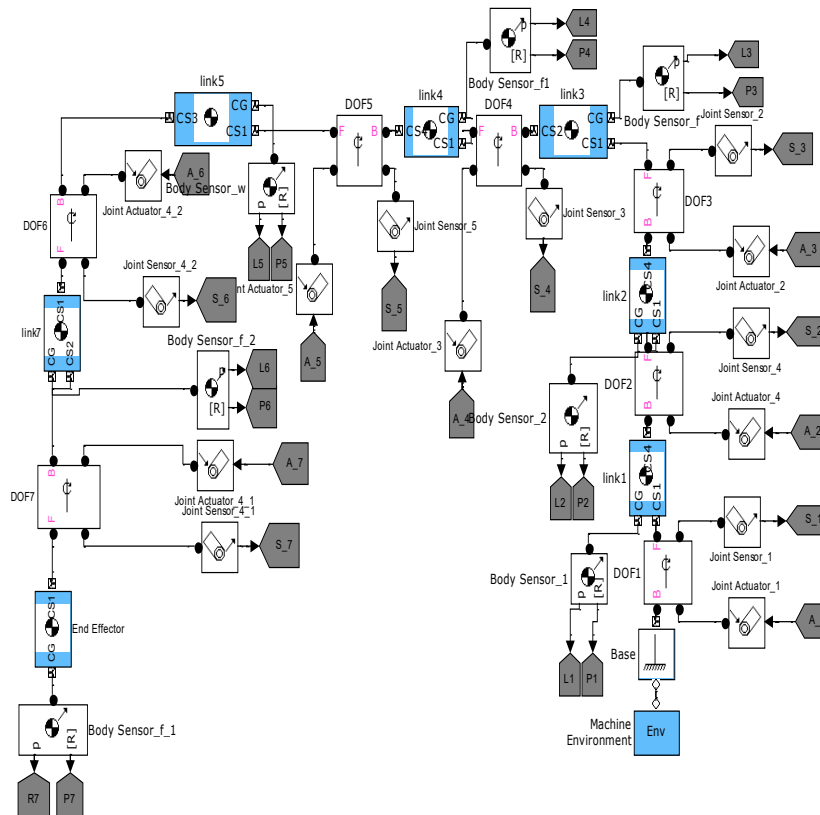 L4
P4
p
[R]
Body Sensor_f1
L3
P3
p
[R]
Body Sensor_f
link5
CS3
CG
CS1
link4
CG
CS1
DOF5
F
B
DOF4
F
B
link3
CS2
CG
CS1
Joint Sensor_2
S_3
A_6
Joint Actuator_4_2
Body Sensor_w
p
[R]
L5
P5
DOF6
B
F
Joint Sensor_4_2
S_6
Joint Sensor_5
S_5
nt Actuator_5
A_5
Joint Sensor_3
S_4
Joint Actuator_3
A_4
DOF3
F
B
A_3
Joint Actuator_2
link2
CS4
CG
CS1
S_2
Joint Sensor_4
link7
CS1
CG
CS2
Body Sensor_f_2
p
[R]
L6
P6
DOF2
F
B
Joint Actuator_4
A_2
Body Sensor_2
p
[R]
L2
P2
link1
CS4
CG
CS1
DOF7
B
F
A_7
Joint Actuator_4_1
Joint Sensor_4_1
S_7
S_1
Joint Sensor_1
DOF1
F
B
Joint Actuator_1
Body Sensor_1
p
[R]
L1
P1
CS1
CG
End Effector
Base
Body Sensor_f_1
p
[R]
R7
P7
Machine
Environment
Env